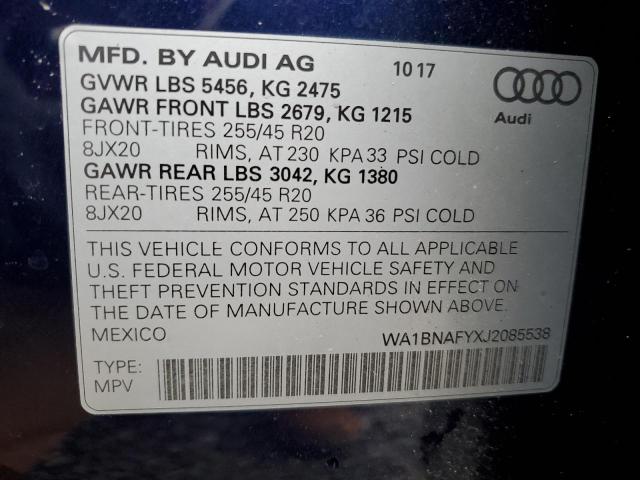 MFD. BY AUDI AG 10 17
GVWR LBS 5456, KG 2475
GAWR FRONT LBS 2679, KG 1215
FRONT-TIRES 255/45 R20
8JX20 RIMS, AT 230 KPA 33 PSI COLD
GAWR REAR LBS 3042, KG 1380
REAR-TIRES 255/45 R20
8JX20 RIMS, AT 250 KPA 36 PSI COLD
Audi
THIS VEHICLE CONFORMS TO ALL APPLICABLE
U.S. FEDERAL MOTOR VEHICLE SAFETY AND
THEFT PREVENTION STANDARDS IN EFFECT ON
THE DATE OF MANUFACTURE SHOWN ABOVE.
MEXICO WA1BNAFYXJ2085538
TYPE:
MPV